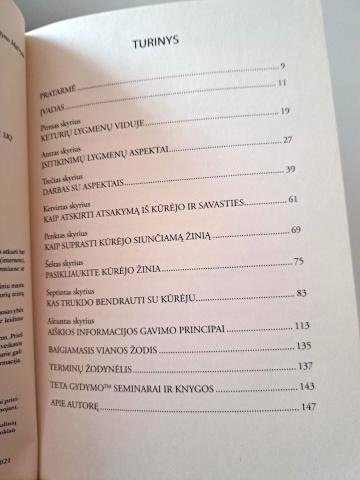 TURINYS
PRATARMĖ 9
ĮVADAS 11
Pirmas skyrius
KETURIŲ LYGMENŲ VIDUJE 19
Antras skyrius
ĮSITIKINIMŲ LYGMENŲ ASPEKTAI 27
Trečias skyrius
DARBAS SU ASPEKTAIS 39
Ketvirtas skyrius
KAIP ATSKIRTI ATSAKYMĄ IŠ KŪRĖJO IR SAVASTIES 61
Penktas skyrius
KAIP SUPRASTI KŪRĖJO SIUNČIAMĄ ŽINIĄ 69
Šeštas skyrius
PASIKLIAUKITE KŪRĖJO ŽINIA 75
Septintas skyrius
KAS TRUKDO BENDRAUTI SU KŪRĖJU 83
Aštuntas skyrius
AIŠKIOS INFORMACIJOS GAVIMO PRINCIPAI 113
BAIGIAMASIS VIANOS ŽODIS 135
TERMINŲ ŽODYNĖLIS 137
TETA GYDYMO™ SEMINARAI IR KNYGOS 143
APIE AUTORĘ 147